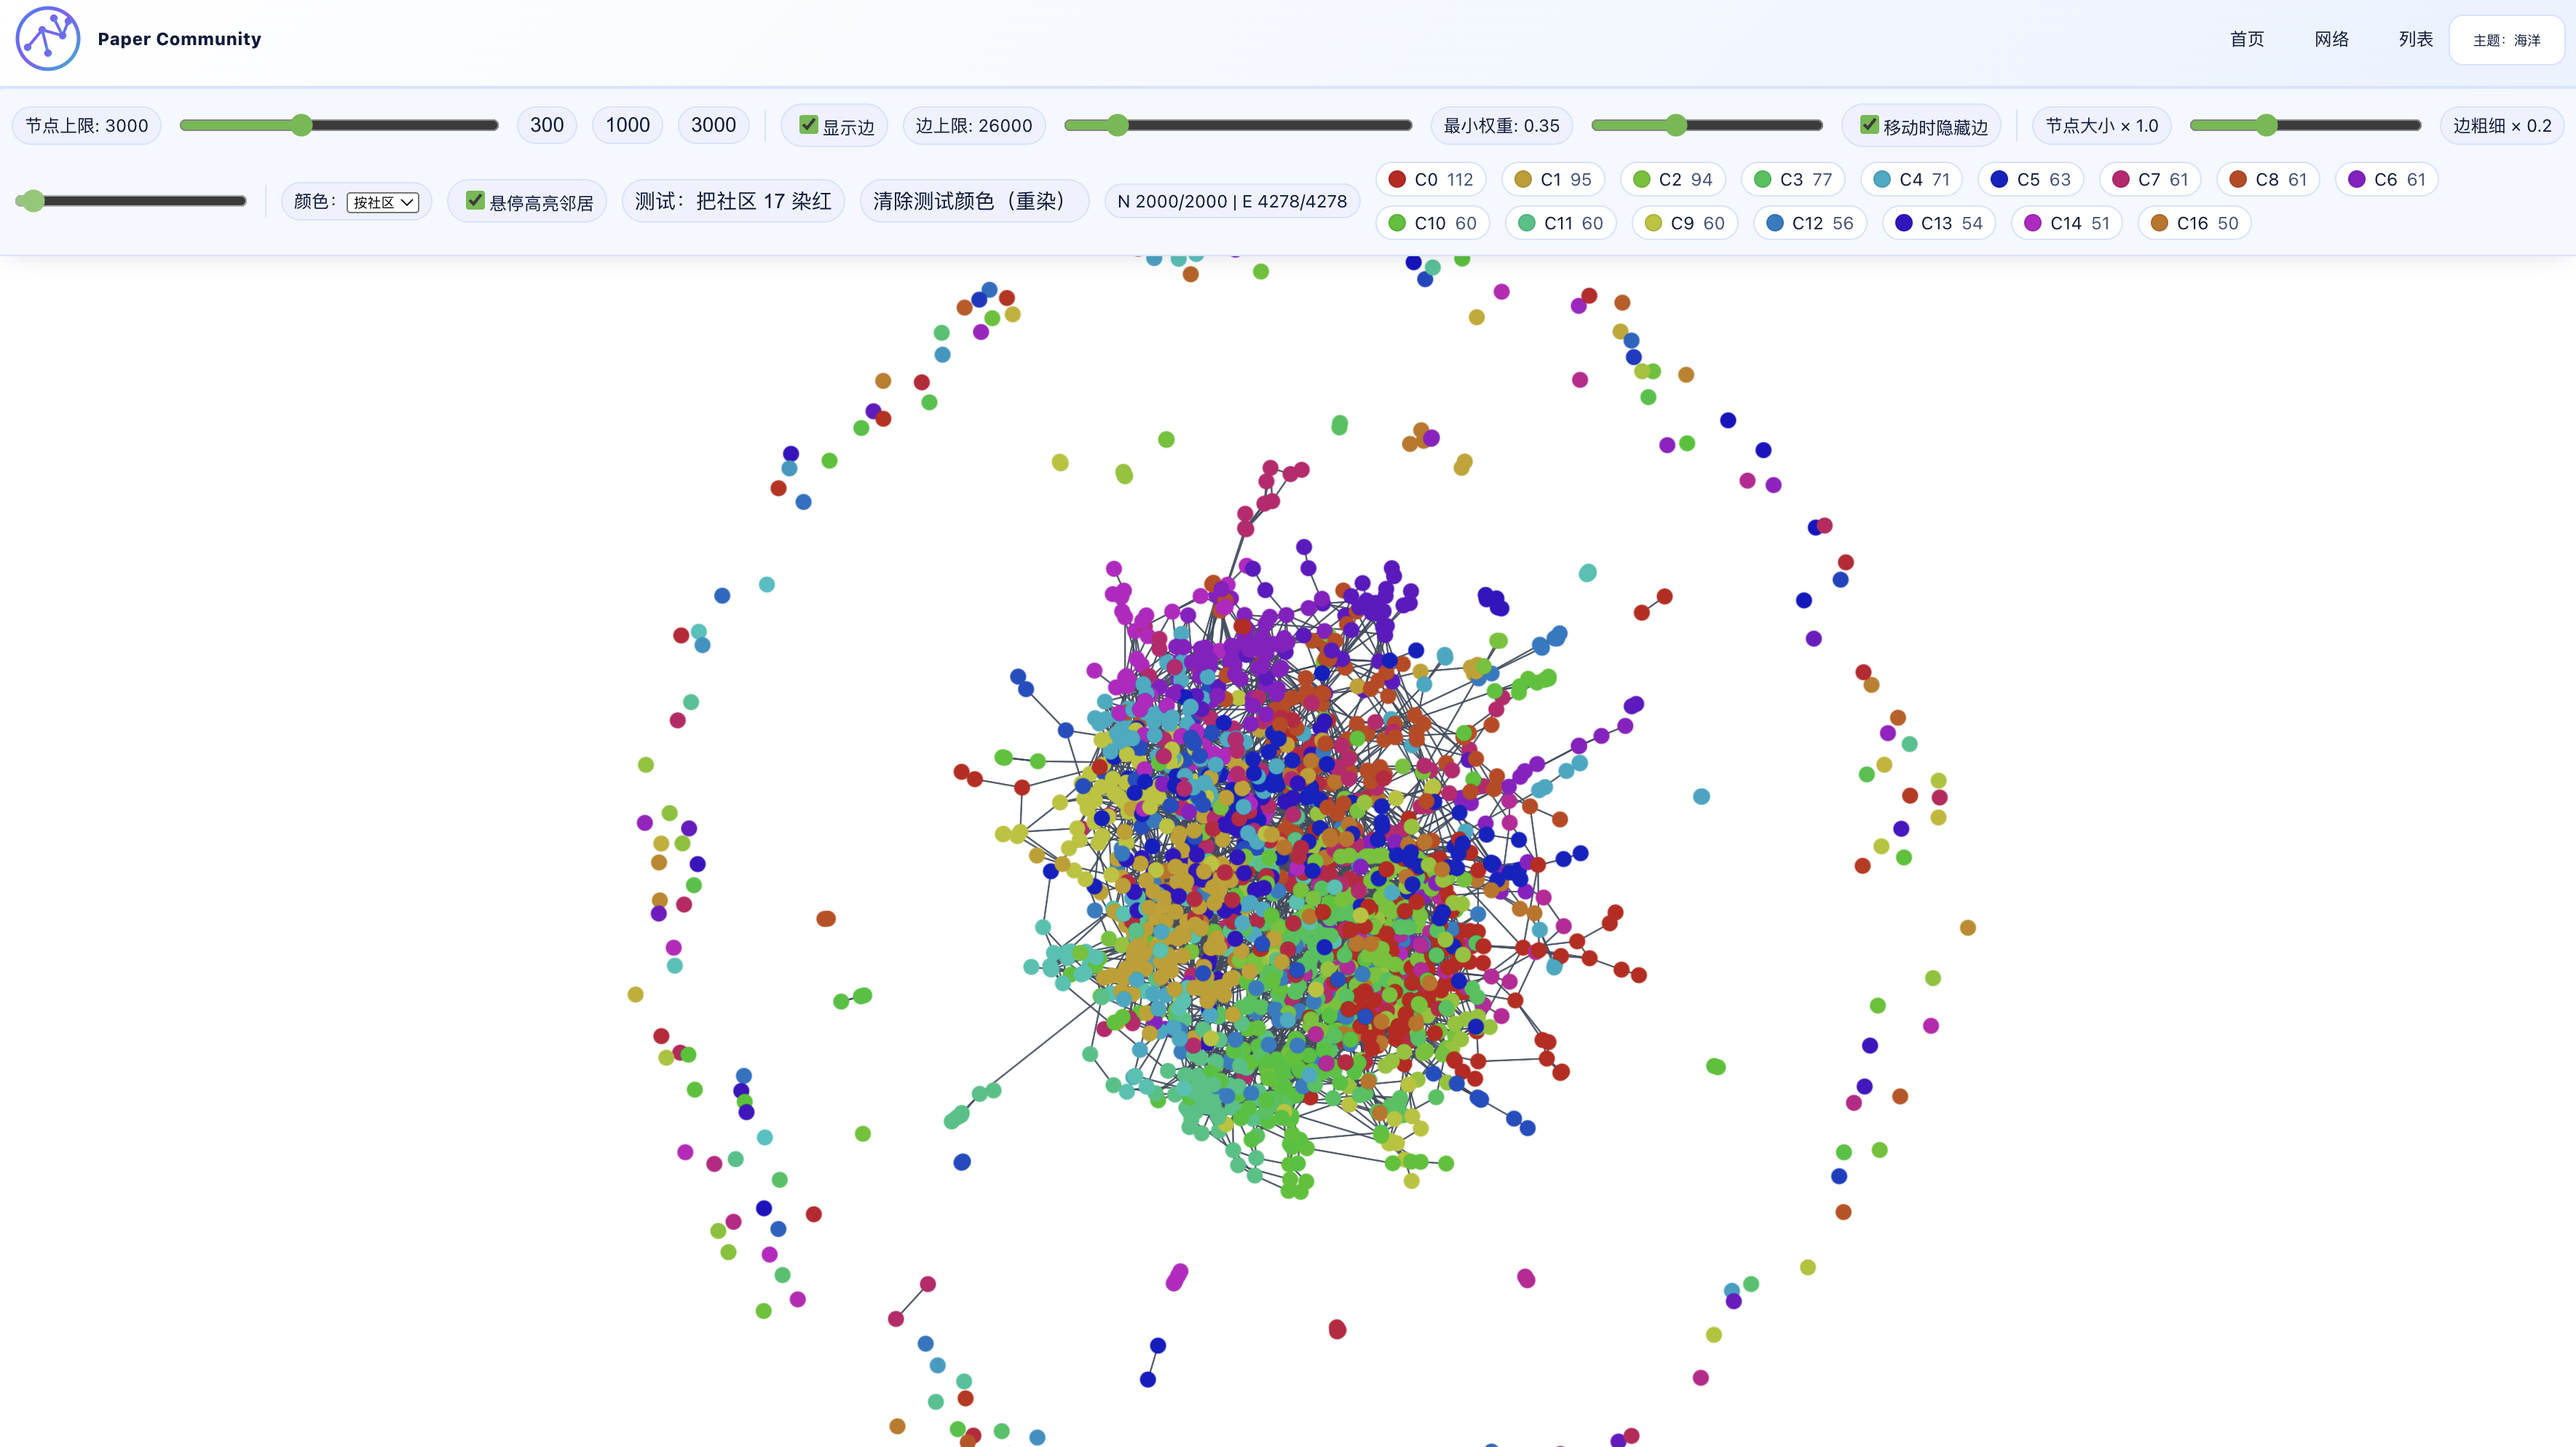 Paper Community
首页 网络 列表 主题：海洋
节点上限: 3000 300 1000 3000 显示边 边上限: 26000 最小权重: 0.35 移动时隐藏边 节点大小 × 1.0 边粗细 × 0.2
颜色： 按社区 悬停高亮邻居 测试：把社区 17 染红 清除测试颜色（重染） N 2000/2000 | E 4278/4278
C0 112 C1 95 C2 94 C3 77 C4 71 C5 63 C7 61 C8 61 C6 61
C10 60 C11 60 C9 60 C12 56 C13 54 C14 51 C16 50